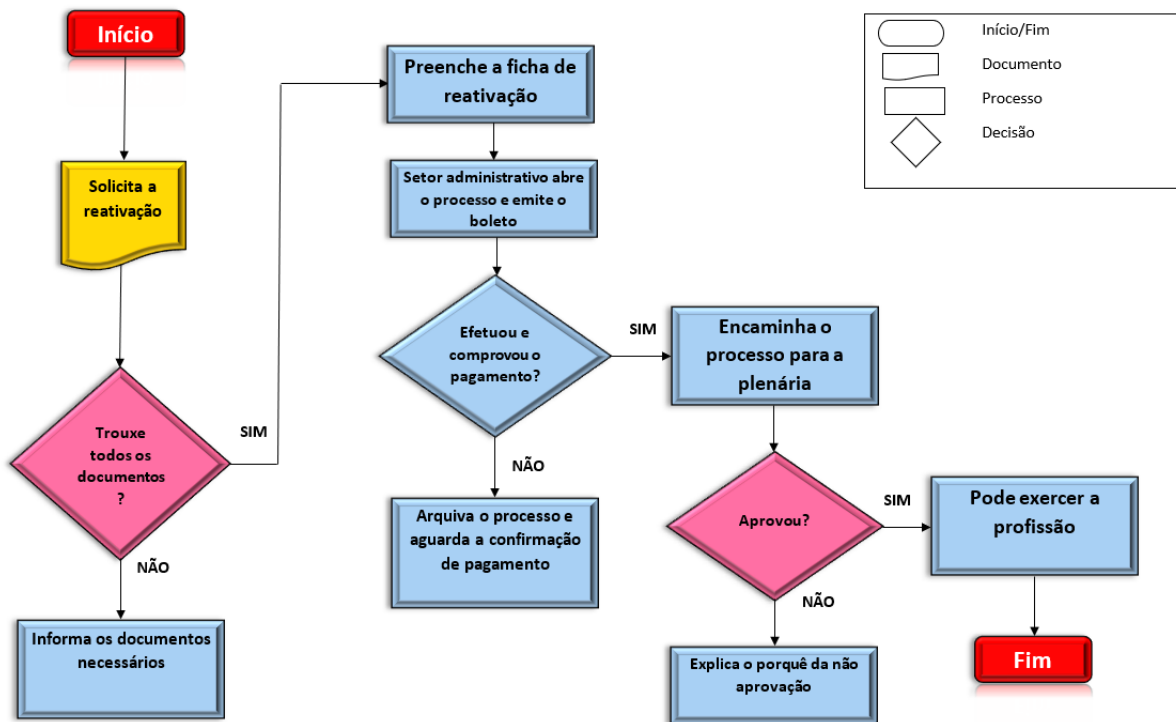 Início
Solicita a
reativação
Trouxe
todos os
documentos
?
SIM
NÃO
Informa os documentos
necessários
Preenche a ficha de
reativação
Setor administrativo abre
o processo e emite o
boleto
Efetuou e
comprovou o
pagamento?
SIM
NÃO
Arquiva o processo e
aguarda a confirmação
de pagamento
Encaminha o
processo para a
plenária
Aprovou?
SIM
NÃO
Explica o porquê da não
aprovação
Pode exercer a
profissão
Fim
Início/Fim
Documento
Processo
Decisão